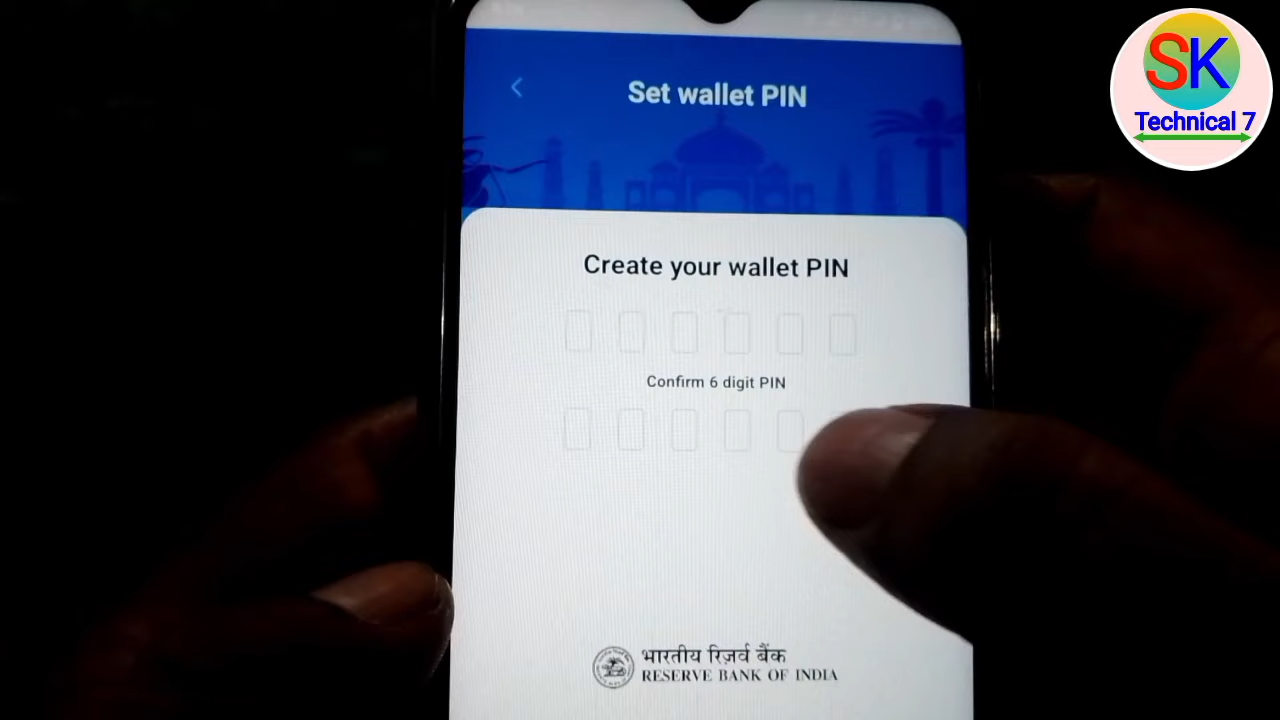 SK
Technical 7
Set wallet PIN
Create your wallet PIN
Confirm 6 digit PIN
भारतीय रिज़र्व बैंक
RESERVE BANK OF INDIA